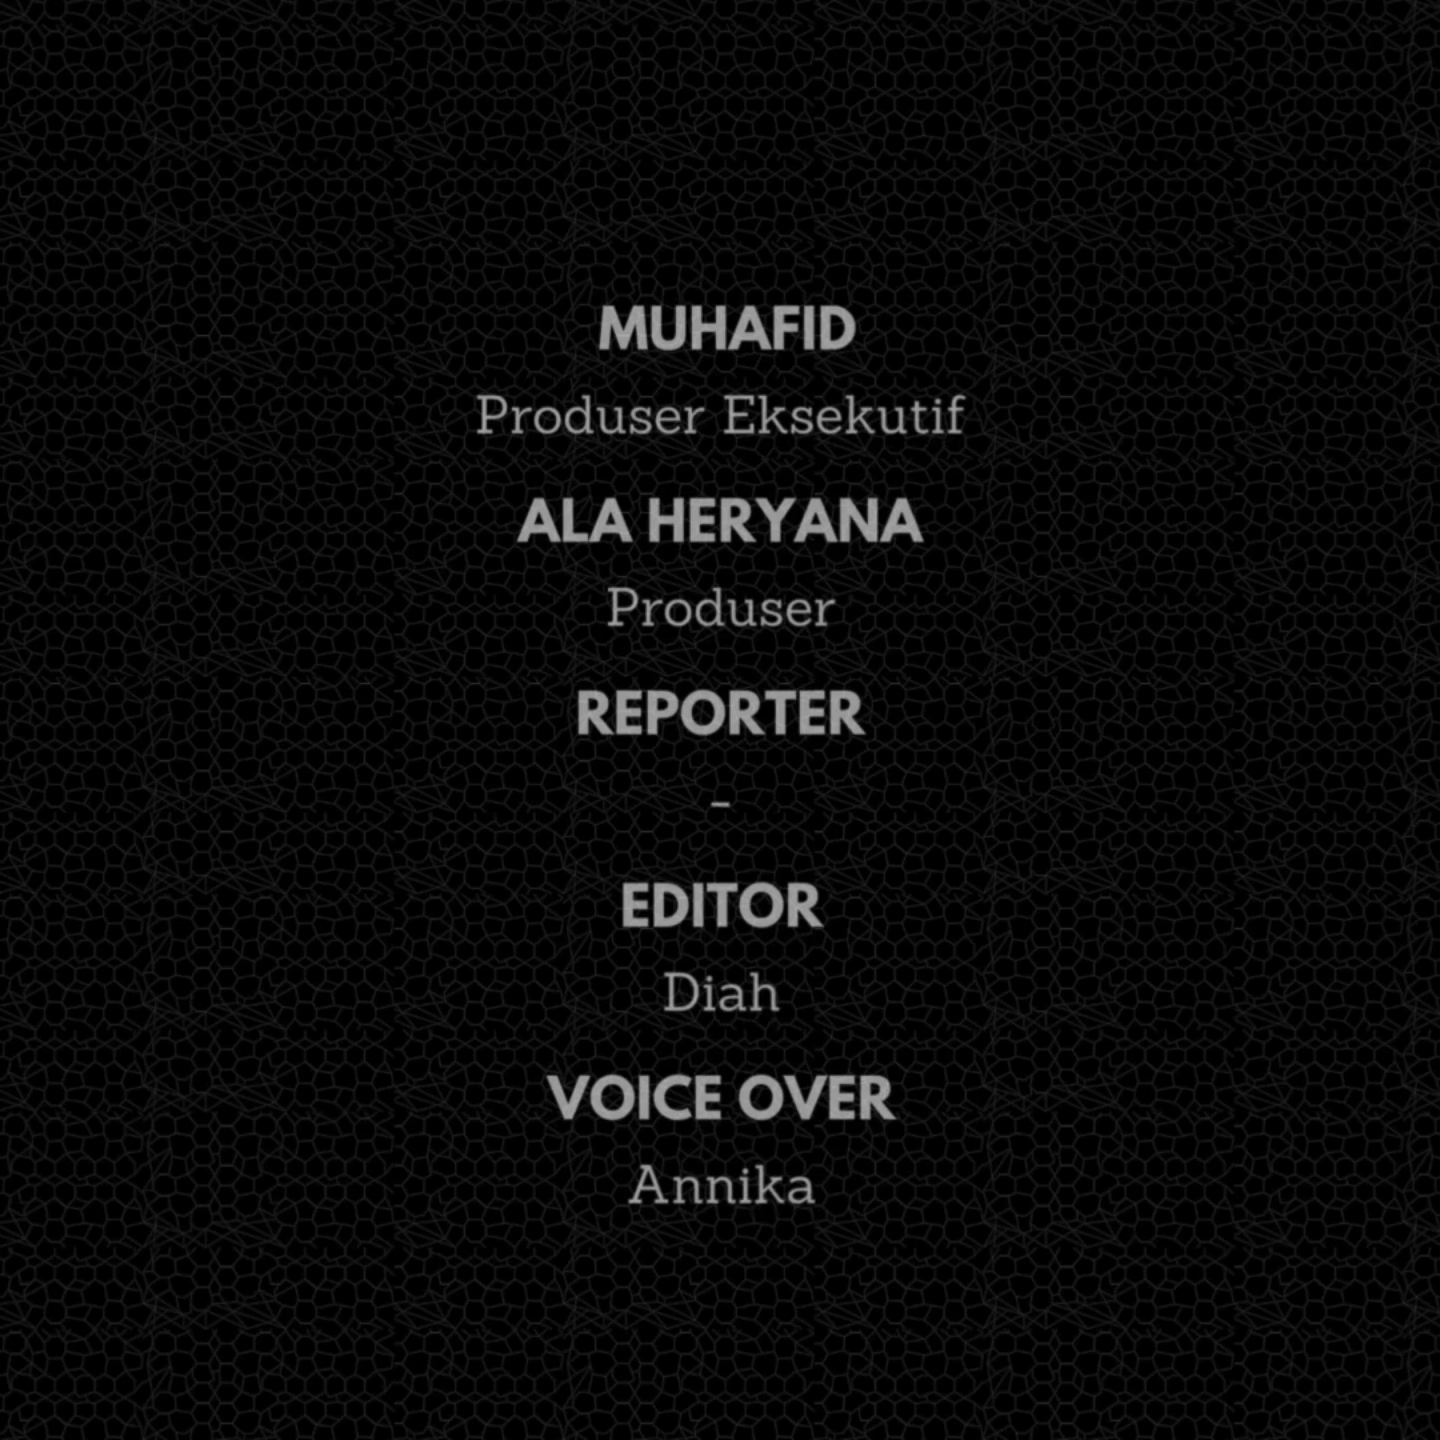 MUHAFID
Produser Eksekutif
ALA HERYANA
Produser
REPORTER
-
EDITOR
Diah
VOICE OVER
Annika